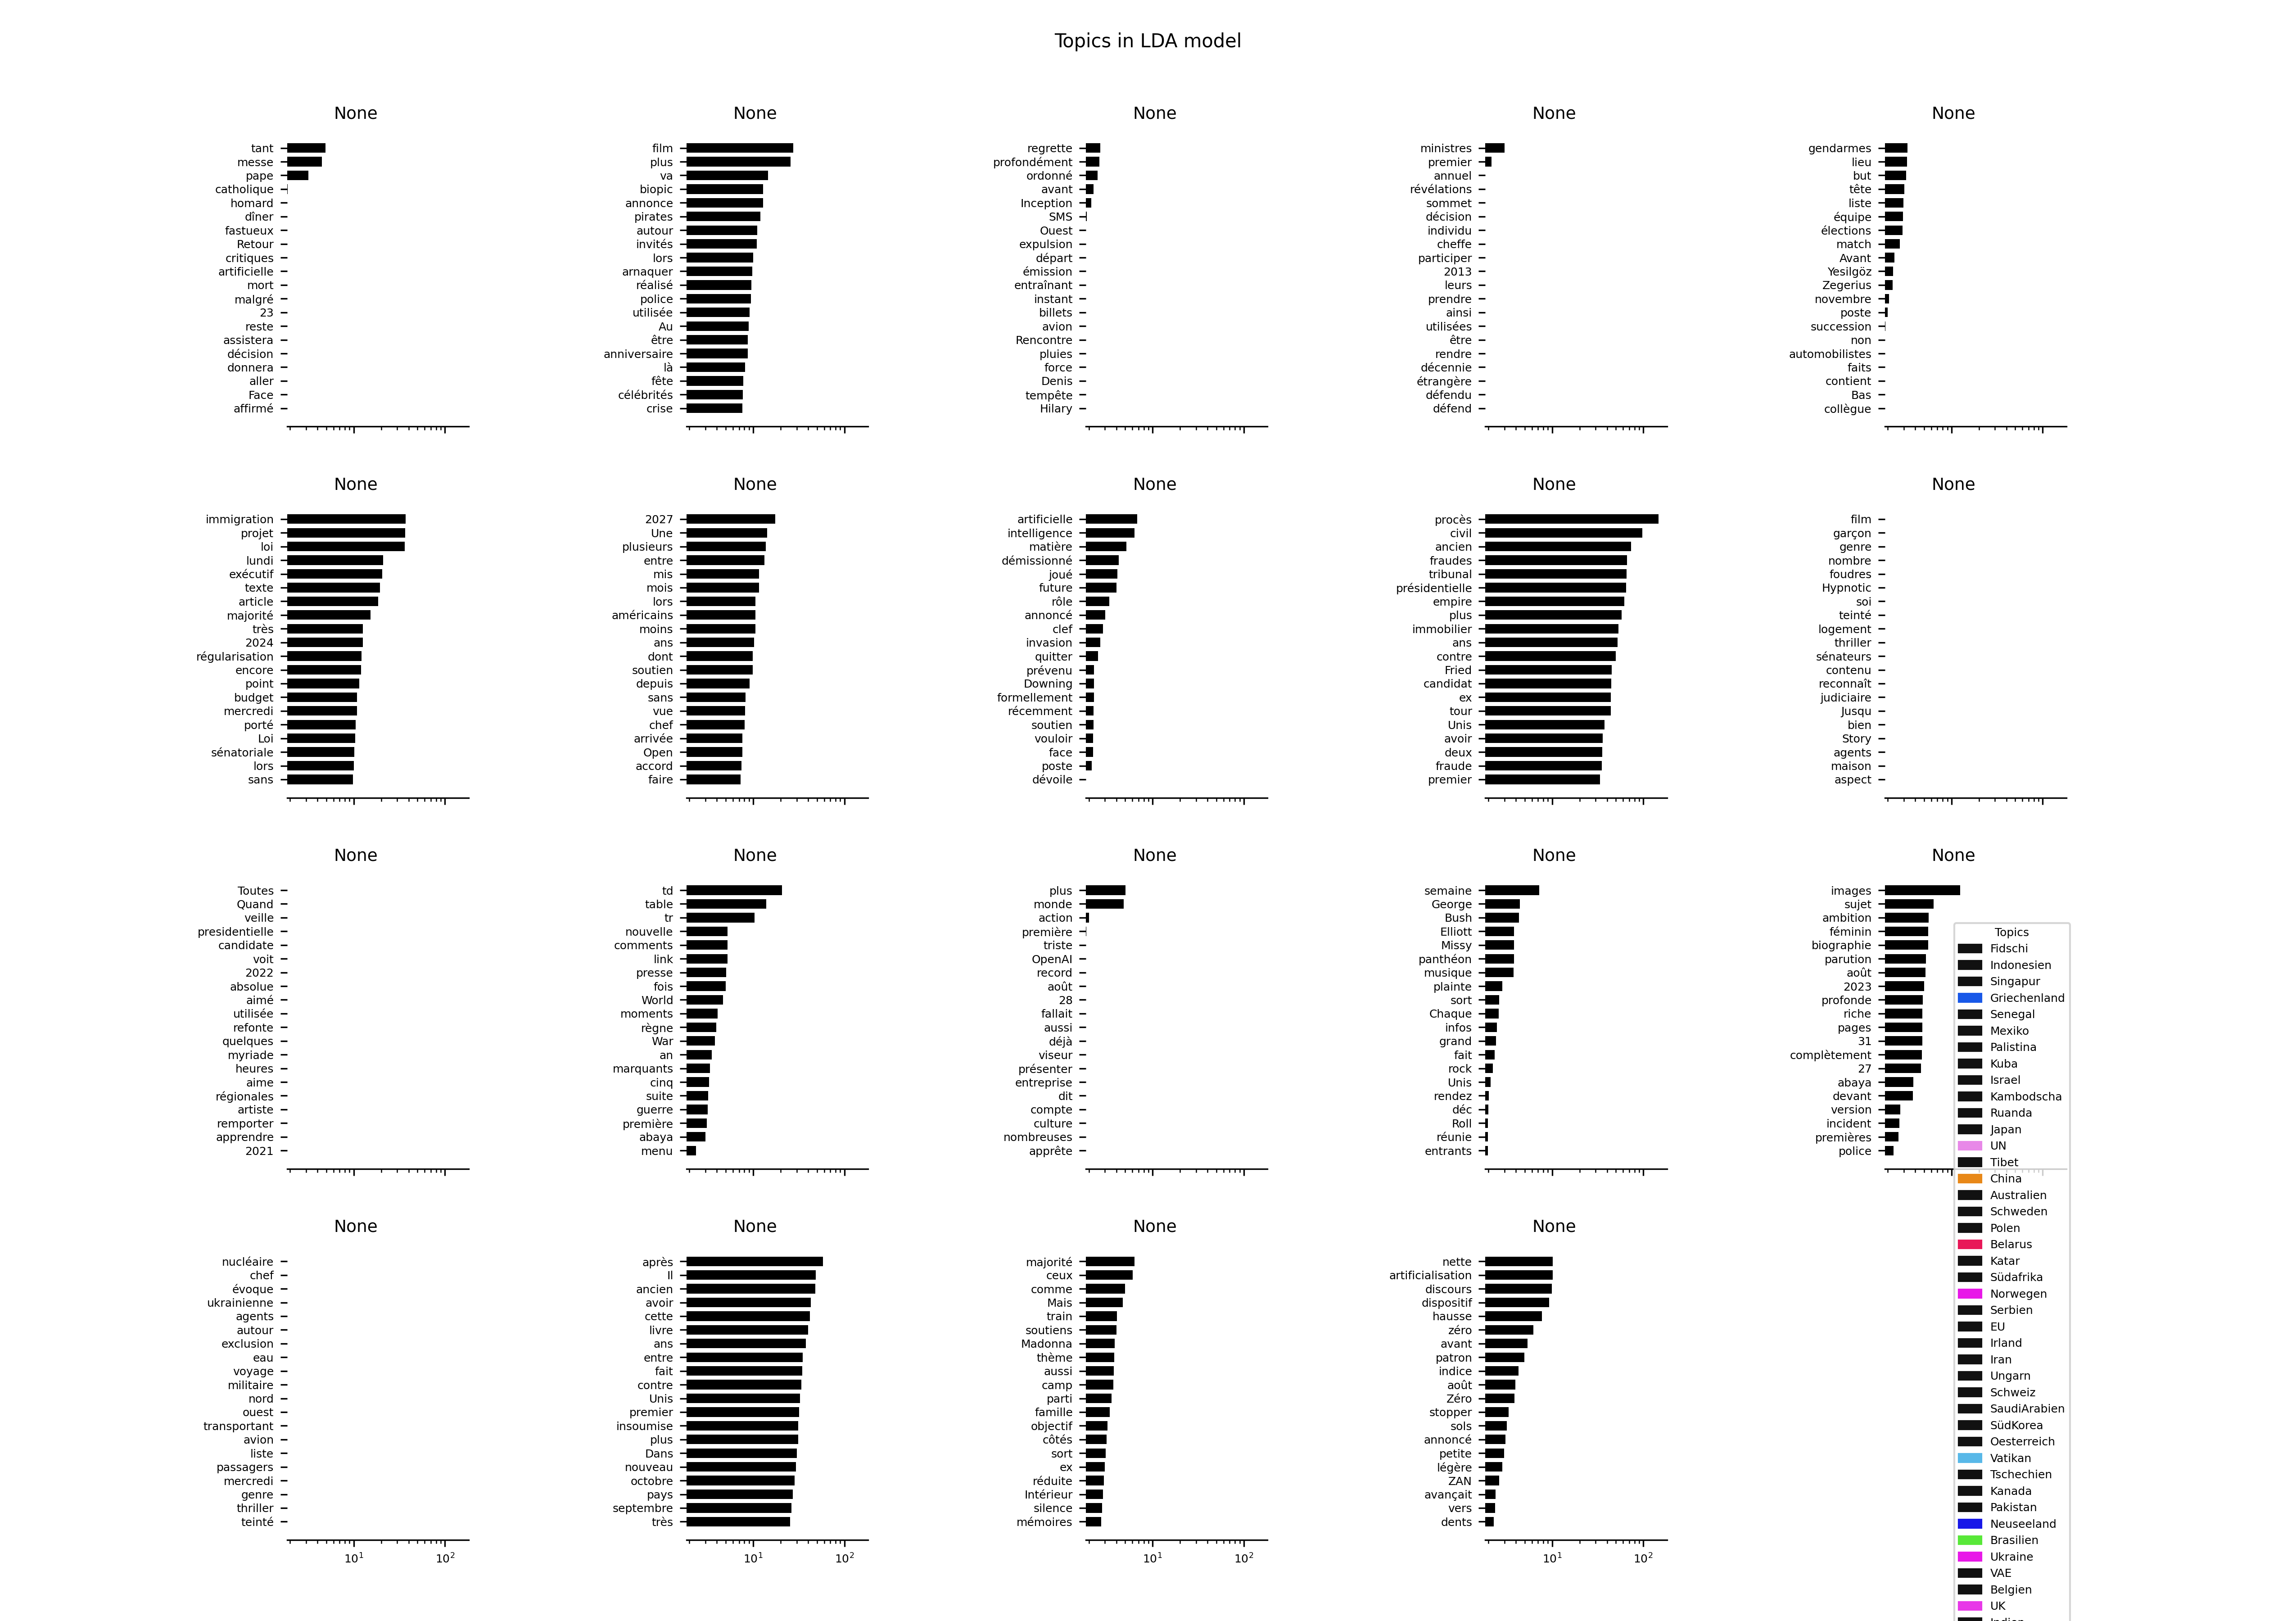 Topics in LDA model
None
tant
messe
pape
catholique
homard
dîner
fastueux
Retour
critiques
artificielle
mort
malgré
23
reste
assistera
décision
donnera
aller
Face
affirmé
None
film
plus
va
biopic
annonce
pirates
autour
invités
lors
arnaquer
réalisé
police
utilisée
Au
être
anniversaire
là
fête
célébrités
crise
None
regrette
profondément
ordonné
avant
Inception
SMS
Ouest
expulsion
départ
émission
entraînant
instant
billets
avion
Rencontre
pluies
force
Denis
tempête
Hilary
None
ministres
premier
annuel
révélations
sommet
décision
individu
cheffe
participer
2013
leurs
prendre
ainsi
utilisées
être
rendre
décennie
étrangère
défendu
défend
None
gendarmes
lieu
but
tête
liste
équipe
élections
match
Avant
Yesilgöz
Zegerius
novembre
poste
succession
non
automobilistes
faits
contient
Bas
collègue
None
immigration
projet
loi
lundi
exécutif
texte
article
majorité
très
2024
régularisation
encore
point
budget
mercredi
porté
Loi
sénatoriale
lors
sans
None
2027
Une
plusieurs
entre
mis
mois
lors
américains
moins
ans
dont
soutien
depuis
sans
vue
chef
arrivée
Open
accord
faire
None
artificielle
intelligence
matière
démissionné
joué
future
rôle
annoncé
clef
invasion
quitter
prévenu
Downing
formellement
récemment
soutien
vouloir
face
poste
dévoile
None
procès
civil
ancien
fraudes
tribunal
présidentielle
empire
plus
immobilier
ans
contre
Fried
candidat
ex
tour
Unis
avoir
deux
fraude
premier
None
film
garçon
genre
nombre
foudres
Hypnotic
soi
teinté
logement
thriller
sénateurs
contenu
reconnaît
judiciaire
Jusqu
bien
Story
agents
maison
aspect
None
Toutes
Quand
veille
presidentielle
candidate
voit
2022
absolue
aimé
utilisée
refonte
quelques
myriade
heures
aime
régionales
artiste
remporter
apprendre
2021
None
td
table
tr
nouvelle
comments
link
presse
fois
World
moments
règne
War
an
marquants
cinq
suite
guerre
première
abaya
menu
None
plus
monde
action
première
triste
OpenAI
record
août
28
fallait
aussi
déjà
viseur
présenter
entreprise
dit
compte
culture
nombreuses
apprête
None
semaine
George
Bush
Elliott
Missy
panthéon
musique
plainte
sort
Chaque
infos
grand
fait
rock
Unis
rendez
déc
Roll
réunie
entrants
None
images
sujet
ambition
féminin
biographie
parution
août
2023
profonde
riche
pages
31
complètement
27
abaya
devant
version
incident
premières
police
None
nucléaire
chef
évoque
ukrainienne
agents
autour
exclusion
eau
voyage
militaire
nord
ouest
transportant
avion
liste
passagers
mercredi
genre
thriller
teinté
10¹ 10²
None
après
Il
ancien
avoir
cette
livre
ans
entre
fait
contre
Unis
premier
insoumise
plus
Dans
nouveau
octobre
pays
septembre
très
10¹ 10²
None
majorité
ceux
comme
Mais
train
soutiens
Madonna
thème
aussi
camp
parti
famille
objectif
côtés
sort
ex
réduite
Intérieur
silence
mémoires
10¹ 10²
None
nette
artificialisation
discours
dispositif
hausse
zéro
avant
patron
indice
août
Zéro
stopper
sols
annoncé
petite
légère
ZAN
avançait
vers
dents
10¹ 10²
Topics
Fidschi
Indonesien
Singapur
Griechenland
Senegal
Mexiko
Palistina
Kuba
Israel
Kambodscha
Ruanda
Japan
UN
Tibet
China
Australien
Schweden
Polen
Belarus
Katar
Südafrika
Norwegen
Serbien
EU
Irland
Iran
Ungarn
Schweiz
SaudiArabien
SüdKorea
Oesterreich
Vatikan
Tschechien
Kanada
Pakistan
Neuseeland
Brasilien
Ukraine
VAE
Belgien
UK